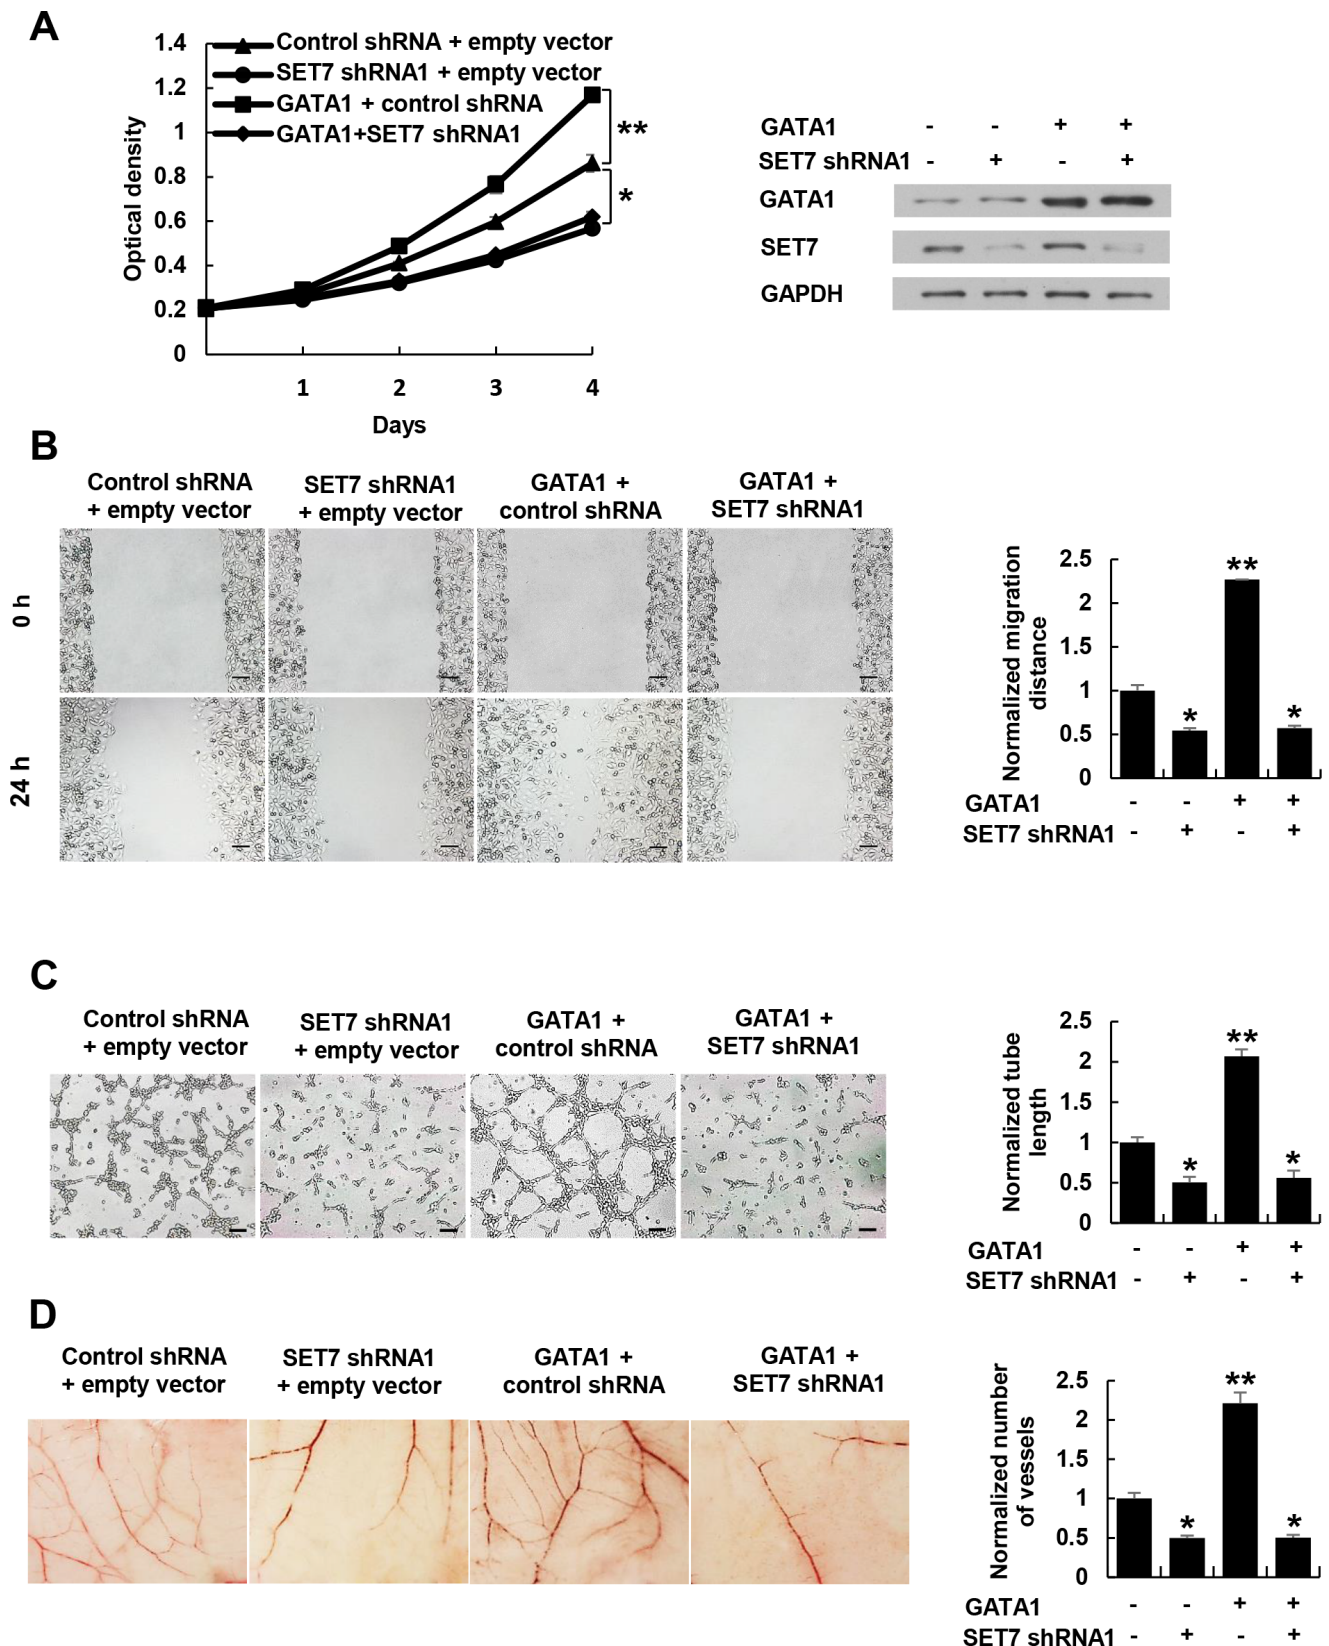 A
1.4
1.2
1
0.8
0.6
0.4
0.2
0
Optical density
Control shRNA + empty vector
SET7 shRNA1 + empty vector
GATA1 + control shRNA
GATA1+SET7 shRNA1
**
*
1 2 3 4
Days
GATA1 - - + +
SET7 shRNA1 - + - +
GATA1
SET7
GAPDH
B
Control shRNA
+ empty vector
SET7 shRNA1
+ empty vector
GATA1 +
control shRNA
GATA1 +
SET7 shRNA1
0 h
24 h
Normalized migration
distance
2.5
2
1.5
1
0.5
0
* ** *
GATA1 - - + +
SET7 shRNA1 - + - +
C
Control shRNA
+ empty vector
SET7 shRNA1
+ empty vector
GATA1 +
control shRNA
GATA1 +
SET7 shRNA1
Normalized tube
length
2.5
2
1.5
1
0.5
0
* ** *
GATA1 - - + +
SET7 shRNA1 - + - +
D
Control shRNA
+ empty vector
SET7 shRNA1
+ empty vector
GATA1 +
control shRNA
GATA1 +
SET7 shRNA1
Normalized number
of vessels
2.5
2
1.5
1
0.5
0
* ** *
GATA1 - - + +
SET7 shRNA1 - + - +